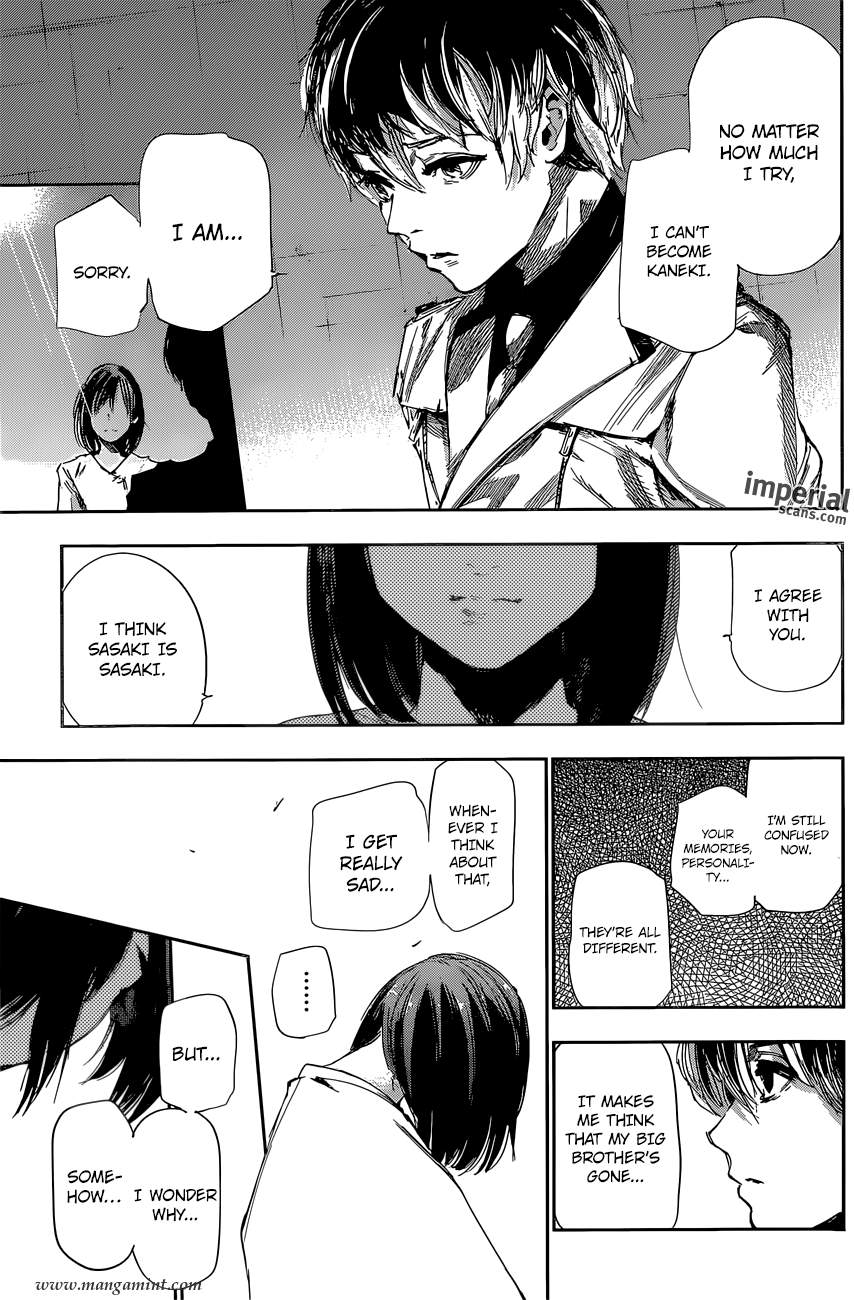 NO MATTER
HOW MUCH
I TRY,
I CAN'T
BECOME
KANEKI.
I AM...
SORRY.
imperial
scans.com
I AGREE
WITH
YOU.
I THINK
SASAKI IS
SASAKI.
I'M STILL
CONFUSED
NOW.
YOUR
MEMORIES,
PERSONALI-
TY...
THEY'RE ALL
DIFFERENT.
IT MAKES
ME THINK
THAT MY BIG
BROTHER'S
GONE...
WHEN-
EVER I
THINK
ABOUT
THAT,
I GET
REALLY
SAD...
......
BUT...
I WONDER
WHY...
SOME-
HOW...
www.mangamint.com